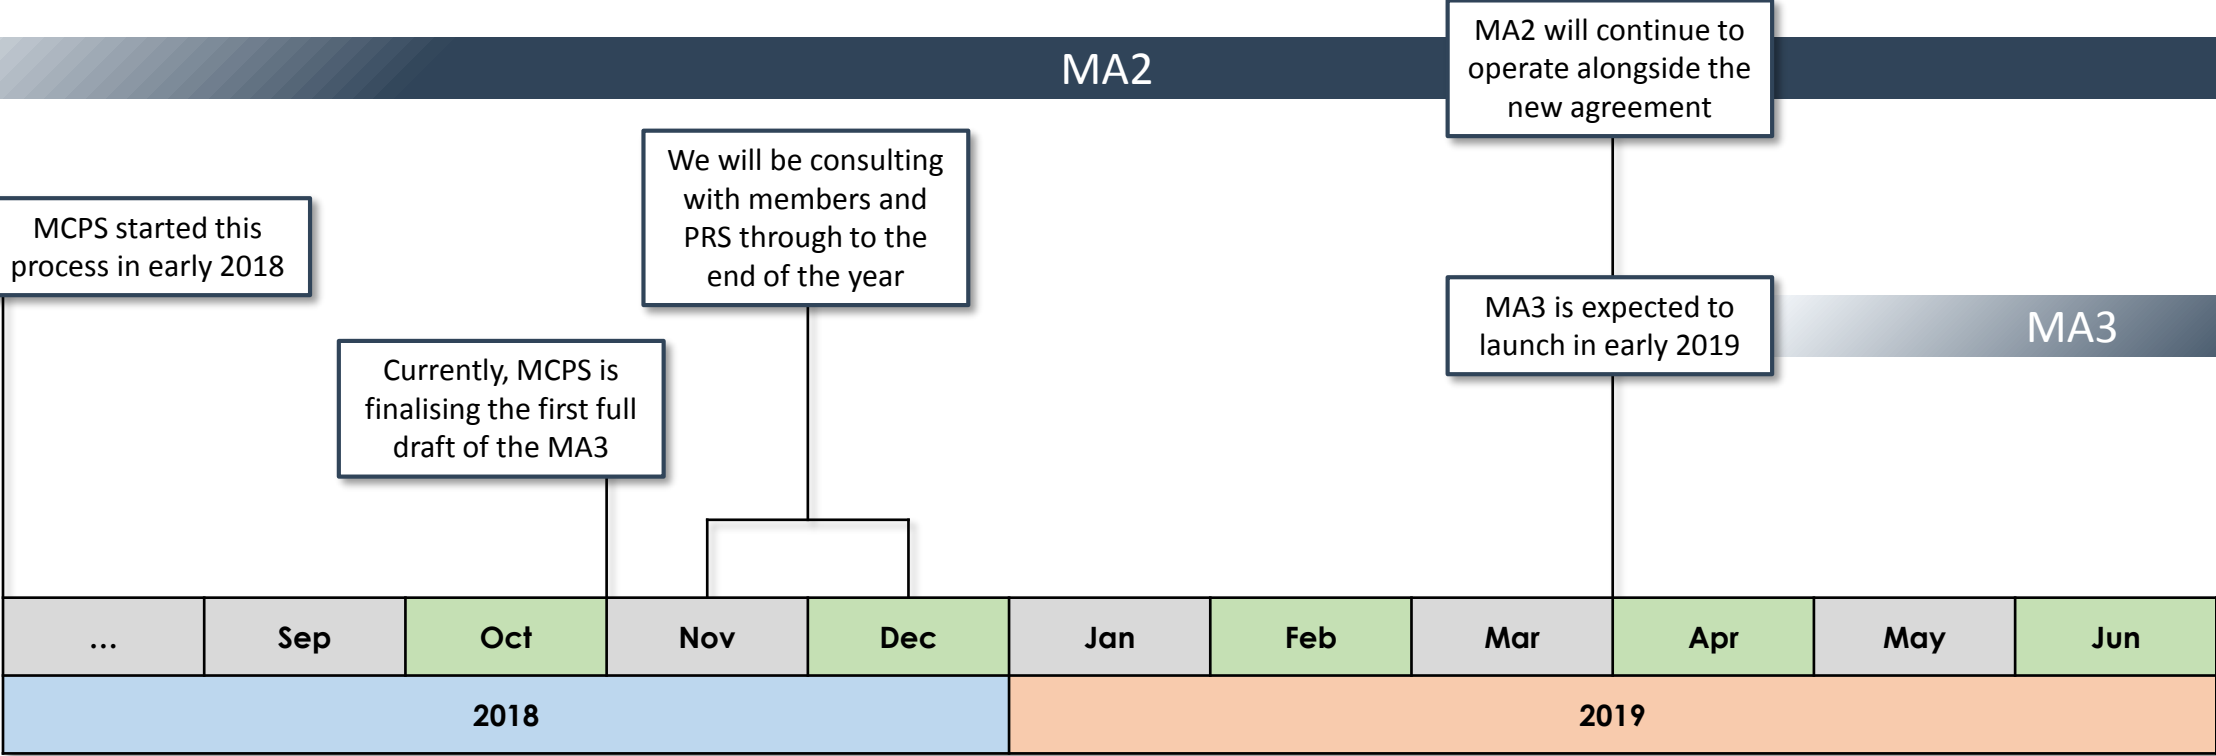 MA2
MA2 will continue to
operate alongside the
new agreement
We will be consulting
with members and
PRS through to the
end of the year
MCPS started this
process in early 2018
MA3 is expected to
launch in early 2019
MA3
Currently, MCPS is
finalising the first full
draft of the MA3
... Sep Oct Nov Dec Jan Feb Mar Apr May Jun
2018 2019